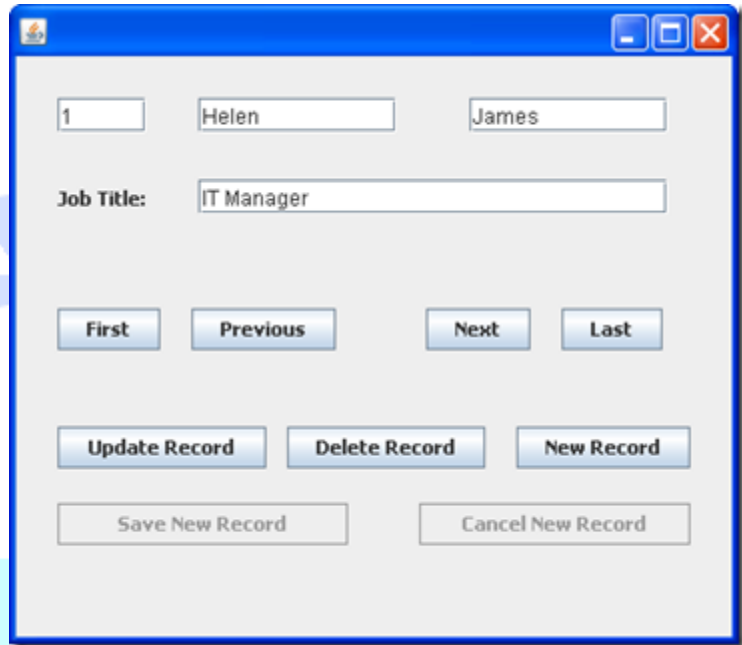 1 Helen James
Job Title: IT Manager
First Previous Next Last
Update Record Delete Record New Record
Save New Record Cancel New Record